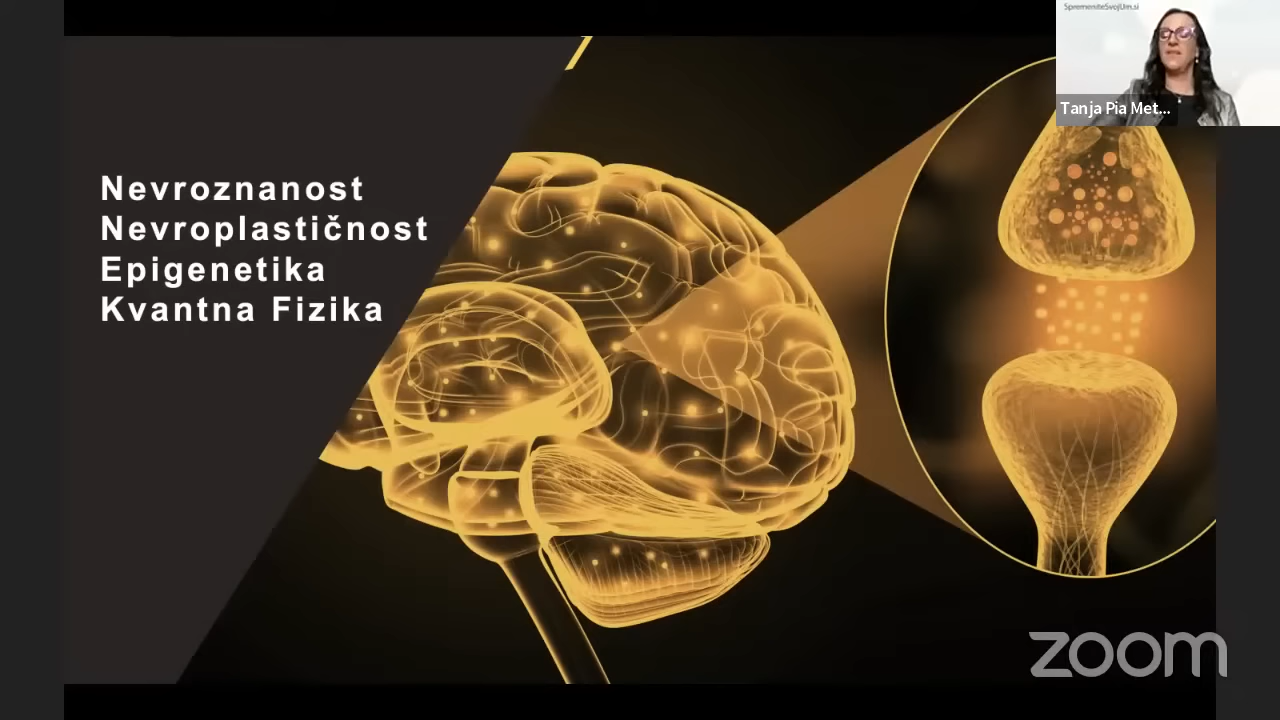 SpremeniteSvojUm.si
Tanja Pia Met...
Nevroznanost
Nevroplastičnost
Epigenetika
Kvantna Fizika
zoom